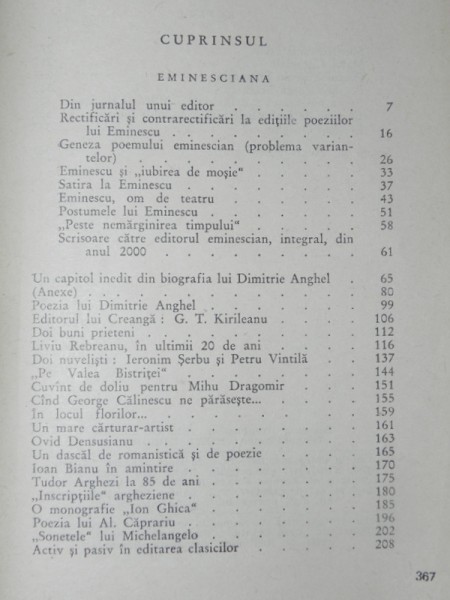 CUPRINSUL
EMINESCIANA
Din jurnalul unui editor . . . . . 7
Rectificări și contrarectificări la edițiile poeziilor
lui Eminescu . . . . . . . 16
Geneza poemului eminescian (problema varian-
telor) . . . . . . . . 26
Eminescu și „iubirea de moșie“ . . . . 33
Satira la Eminescu . . . . . . 37
Eminescu, om de teatru . . . . . 43
Postumele lui Eminescu . . . . . 51
„Peste nemărginirea timpului“ . . . . 58
Scrisoare către editorul eminescian, integral, din
anul 2000 . . . . . . . 61
Un capitol inedit din biografia lui Dimitrie Anghel . 65
(Anexe) . . . . . . . . . 80
Poezia lui Dimitrie Anghel . . . . . 99
Editorul lui Creangă : G. T. Kirileanu . . . 106
Doi buni prieteni . . . . . . . 112
Liviu Rebreanu, în ultimii 20 de ani . . . 116
Doi nuveliști : Ieronim Șerbu și Petru Vintilă . 137
„Pe Valea Bistriței“ . . . . . . 144
Cuvînt de doliu pentru Mihu Dragomir . . . 151
Cînd George Călinescu ne părăsește... . . . 155
În locul florilor... . . . . . . . 159
Un mare cărturar-artist . . . . . . 161
Ovid Densusianu . . . . . . . 163
Un dascăl de romanistică și de poezie . . . 165
Ioan Bianu în amintire . . . . . . 170
Tudor Arghezi la 85 de ani . . . . . 175
„Inscripțiile“ argheziene . . . . . . 180
O monografie „Ion Ghica“ . . . . . 185
Poezia lui Al. Căprariu . . . . . . 196
„Sonetele“ lui Michelangelo . . . . . 202
Activ și pasiv în editarea clasicilor . . . . 208
367